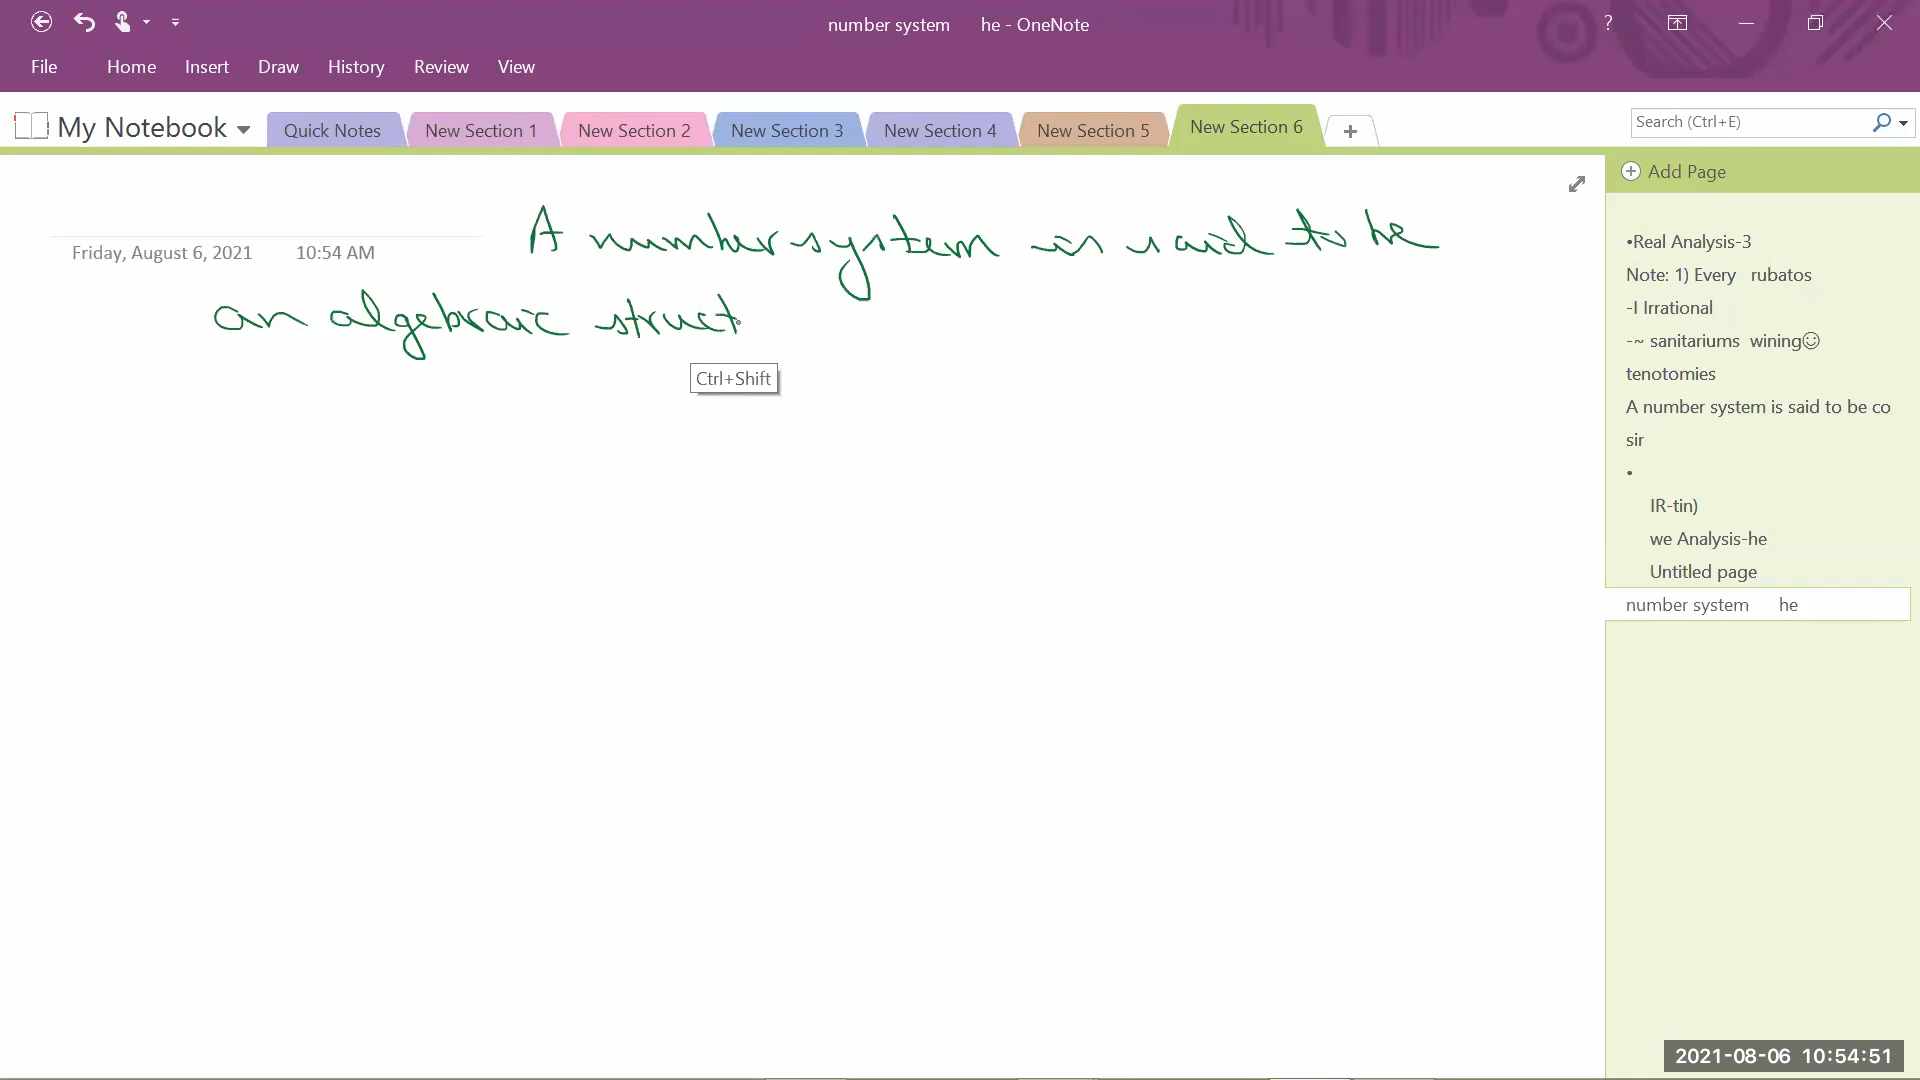 number system he - OneNote
File Home Insert Draw History Review View
My Notebook Quick Notes New Section 1 New Section 2 New Section 3 New Section 4 New Section 5 New Section 6
Search (Ctrl+E)
Add Page
A number system is said to be
Friday, August 6, 2021 10:54 AM
an algebraic struct
Ctrl+Shift
•Real Analysis-3
Note: 1) Every rubatos
-I Irrational
-~ sanitariums wining☺
tenotomies
A number system is said to be co
sir
•
IR-tin)
we Analysis-he
Untitled page
number system he
2021-08-06 10:54:51